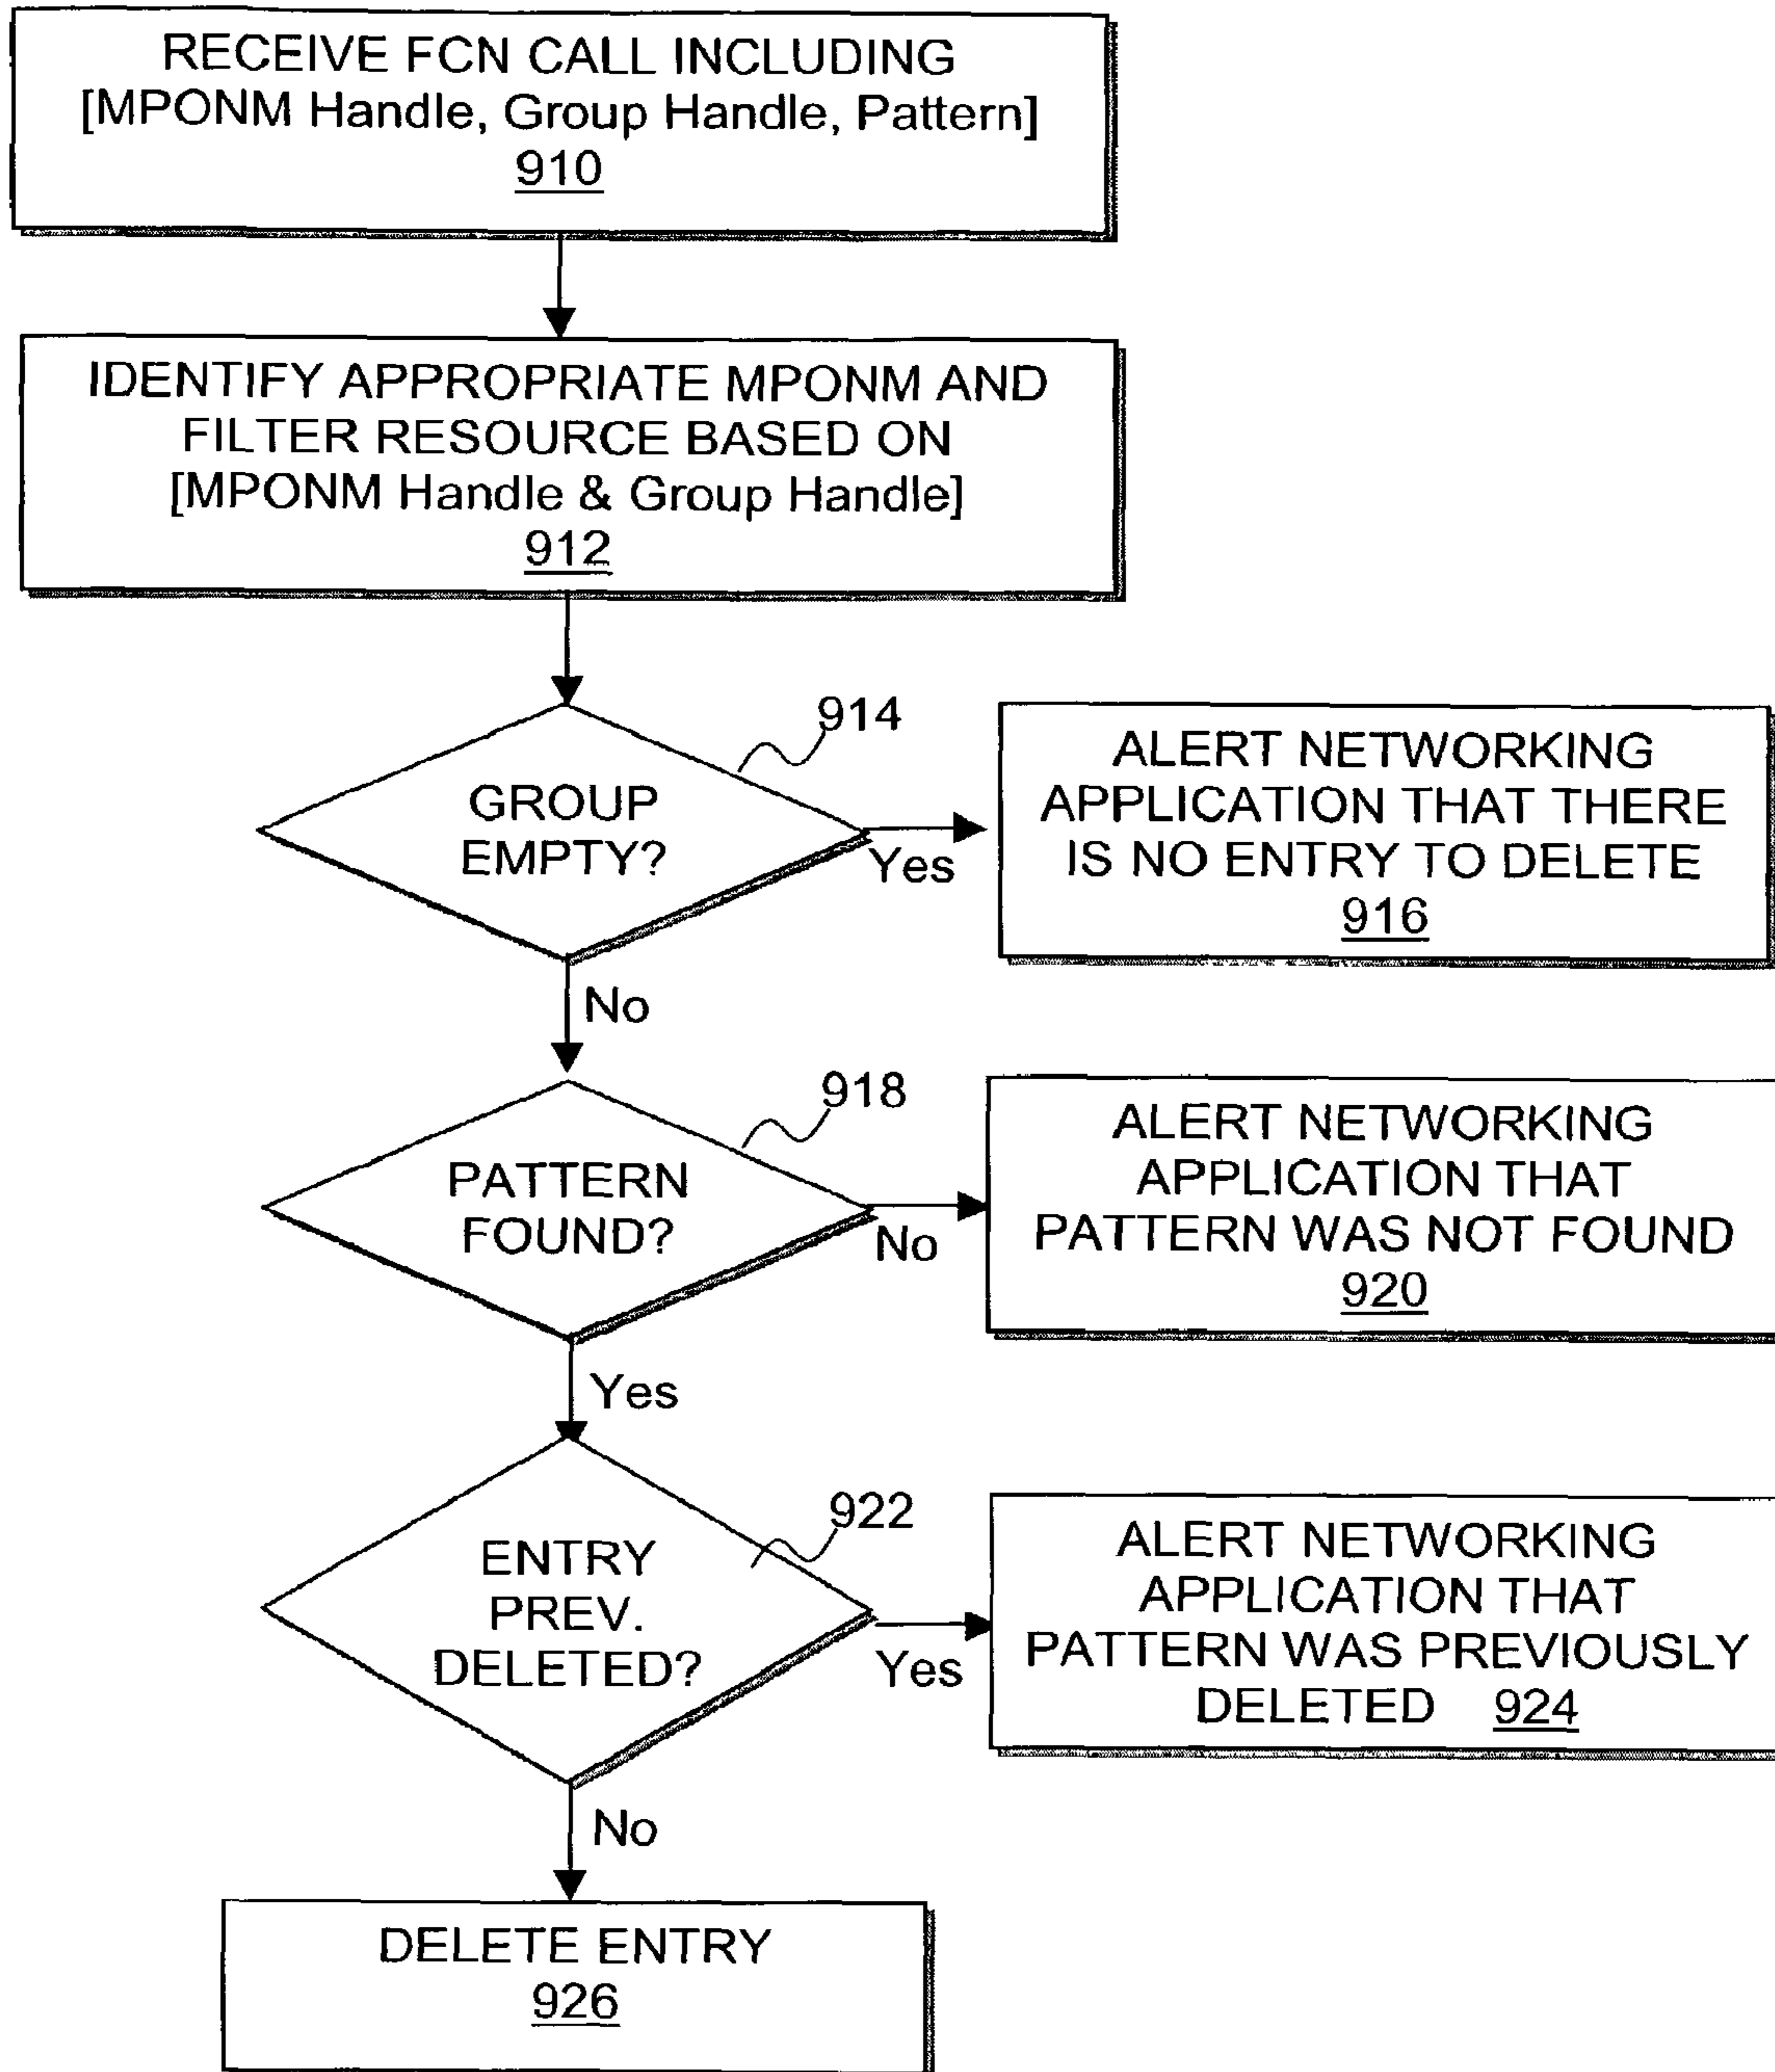 RECEIVE FCN CALL INCLUDING
[MPONM Handle, Group Handle, Pattern]
910
IDENTIFY APPROPRIATE MPONM AND
FILTER RESOURCE BASED ON
[MPONM Handle & Group Handle]
912
914
GROUP
EMPTY?
Yes
ALERT NETWORKING
APPLICATION THAT THERE
IS NO ENTRY TO DELETE
916
No
918
PATTERN
FOUND?
No
ALERT NETWORKING
APPLICATION THAT
PATTERN WAS NOT FOUND
920
Yes
922
ENTRY
PREV.
DELETED?
Yes
ALERT NETWORKING
APPLICATION THAT
PATTERN WAS PREVIOUSLY
DELETED 924
No
DELETE ENTRY
926